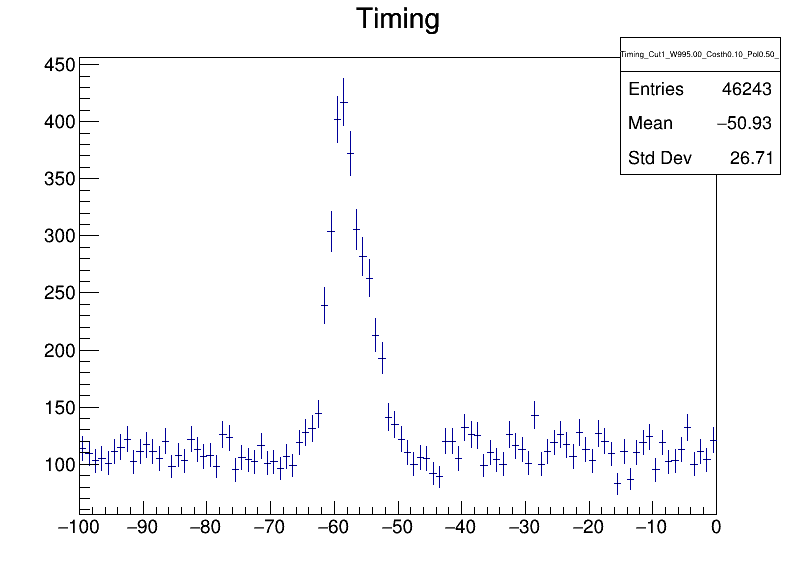 Timing
Timing_Cut1_W995.00_Costh0.10_Pol0.50_
Entries 46243
Mean −50.93
Std Dev 26.71
450
400
350
300
250
200
150
100
−100 −90 −80 −70 −60 −50 −40 −30 −20 −10 0